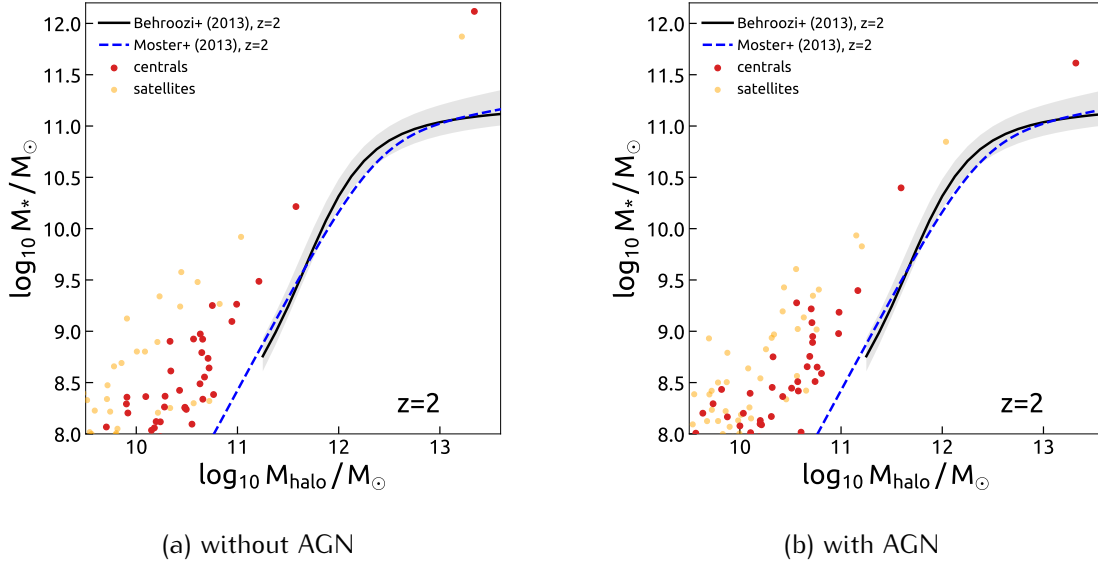 12.0
11.5
11.0
10.5
10.0
9.5
9.0
8.5
8.0
log₁₀ M*/M☉
Behroozi+ (2013), z=2
Moster+ (2013), z=2
centrals
satellites
z=2
10 11 12 13
log₁₀ Mhalo/M☉
(a) without AGN
12.0
11.5
11.0
10.5
10.0
9.5
9.0
8.5
8.0
log₁₀ M*/M☉
Behroozi+ (2013), z=2
Moster+ (2013), z=2
centrals
satellites
z=2
10 11 12 13
log₁₀ Mhalo/M☉
(b) with AGN